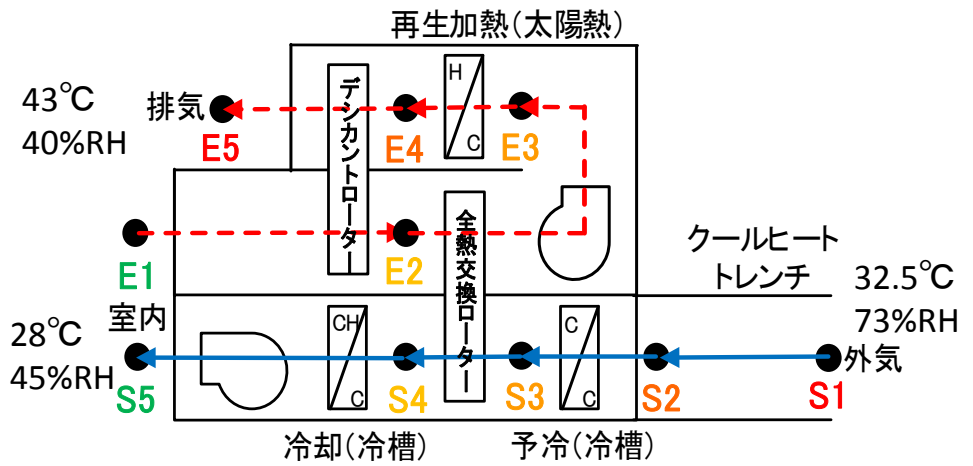 再生加熱(太陽熱)
43℃
40%RH
排気
E5
デシカントローター
E4
H
C
E3
E1
E2
全熱交換ローター
クールヒート
トレンチ
32.5℃
73%RH
室内
28℃
45%RH
S5
CH
C
S4
S3
C
C
S2
外気
S1
冷却(冷槽)
予冷(冷槽)